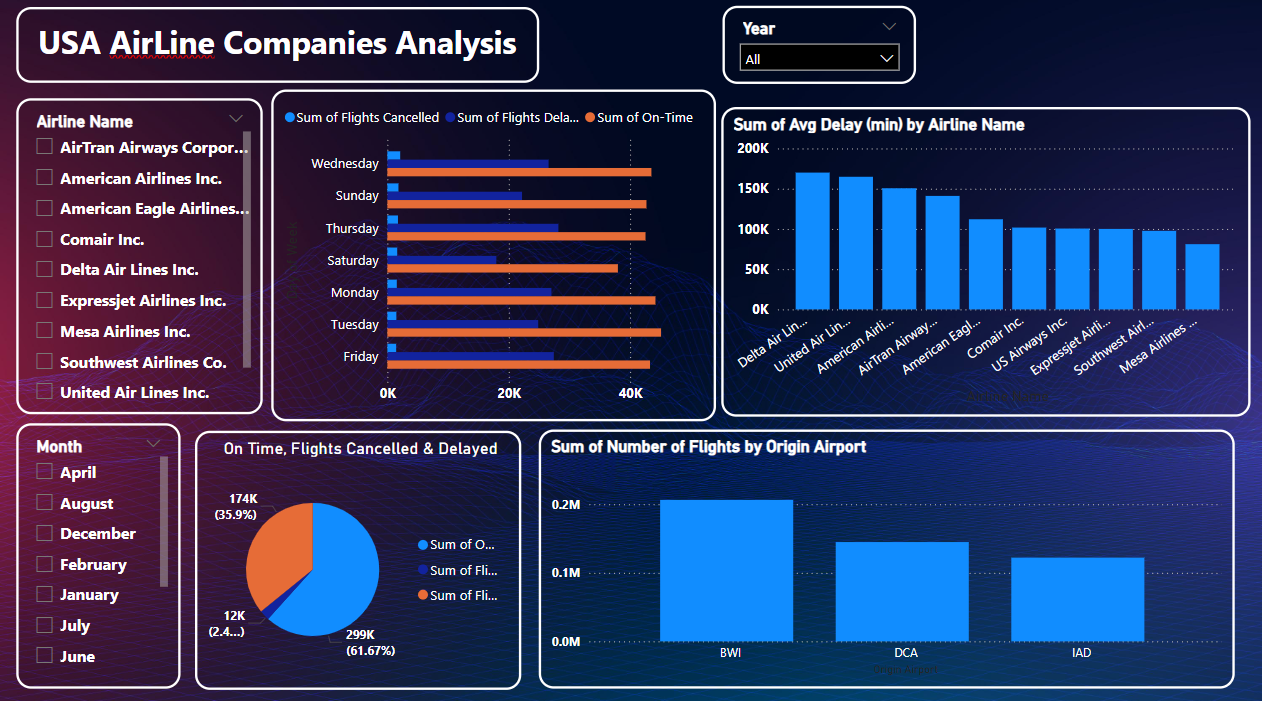 USA AirLine Companies Analysis
Year
All
Airline Name
AirTran Airways Corpor...
American Airlines Inc.
American Eagle Airlines...
Comair Inc.
Delta Air Lines Inc.
Expressjet Airlines Inc.
Mesa Airlines Inc.
Southwest Airlines Co.
United Air Lines Inc.
Sum of Flights Cancelled Sum of Flights Dela... Sum of On-Time
Wednesday
Sunday
Thursday
Saturday
Monday
Tuesday
Friday
0K 20K 40K
Sum of Avg Delay (min) by Airline Name
200K
150K
100K
50K
0K
Delta Air Lin...
United Air Lin...
American Airli...
AirTran Airway...
American Eagl...
Comair Inc.
US Airways Inc.
Expressjet Airli...
Southwest Airl...
Mesa Airlines ...
Airline Name
Month
April
August
December
February
January
July
June
On Time, Flights Cancelled & Delayed
174K
(35.9%)
12K
(2.4...)
299K
(61.67%)
Sum of O...
Sum of Fli...
Sum of Fli...
Sum of Number of Flights by Origin Airport
0.2M
0.1M
0.0M
BWI DCA IAD
Origin Airport